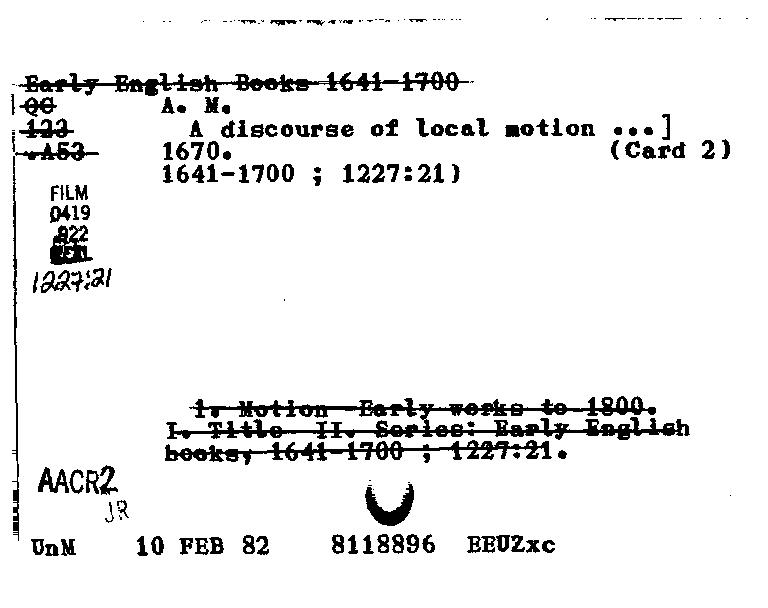 Early English Books 1641-1700
QC A. M.
123 A discourse of local motion ...]
.A53 1670. (Card 2)
1641-1700 ; 1227:21)
FILM
0419
.822
1227:21
1. Motion--Early works to 1800.
I. Title II. Series: Early English
books, 1641-1700 ; 1227:21.
AACR2
JR
UnM 10 FEB 82 8118896 EEUZxc